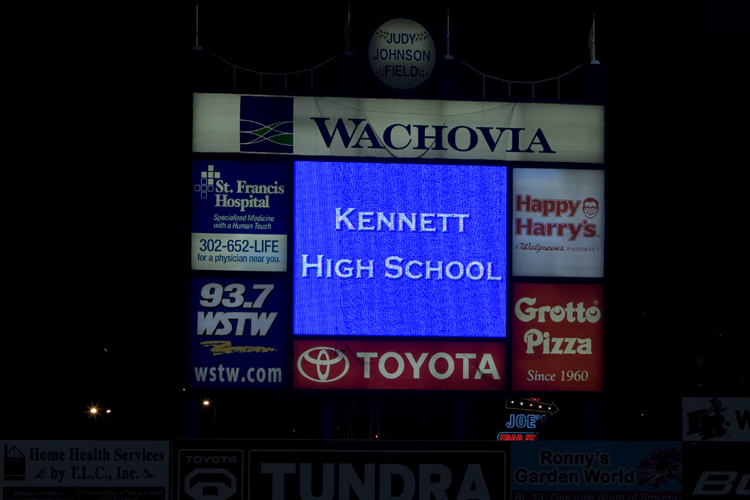 JUDY
JOHNSON
FIELD
WACHOVIA
St. Francis
Hospital
Specialized Medicine
with a Human Touch
302-652-LIFE
for a physician near you.
KENNETT
HIGH SCHOOL
Happy
Harry's.
A Walgreens PHARMACY
93.7
WSTW
wstw.com
TOYOTA
Grotto
Pizza
Since 1960
JOE'S
CRAB
Home Health Services
by T.L.C., Inc.
TOYOTA
TUNDRA
Ronny's
Garden World